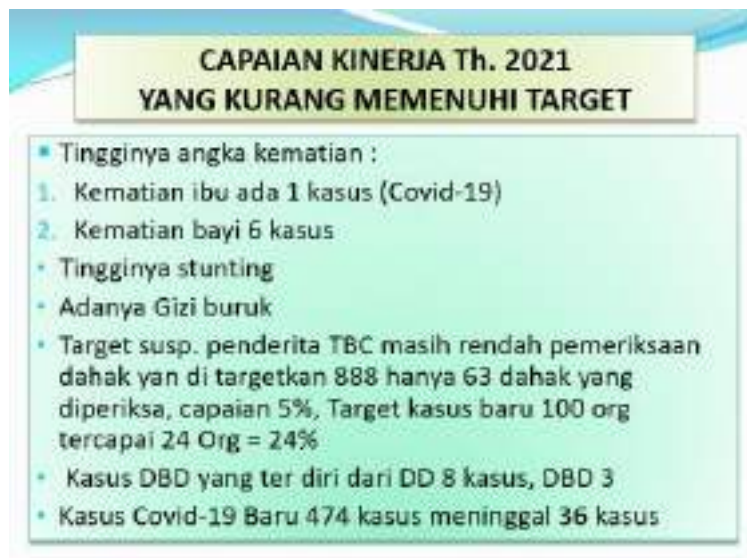 CAPAIAN KINERJA Th. 2021
YANG KURANG MEMENUHI TARGET
▪ Tingginya angka kematian :
1. Kematian ibu ada 1 kasus (Covid-19)
2. Kematian bayi 6 kasus
• Tingginya stunting
• Adanya Gizi buruk
• Target susp. penderita TBC masih rendah pemeriksaan
dahak yan di targetkan 888 hanya 63 dahak yang
diperiksa, capaian 5%, Target kasus baru 100 org
tercapai 24 Org = 24%
• Kasus DBD yang ter diri dari DD 8 kasus, DBD 3
• Kasus Covid-19 Baru 474 kasus meninggal 36 kasus